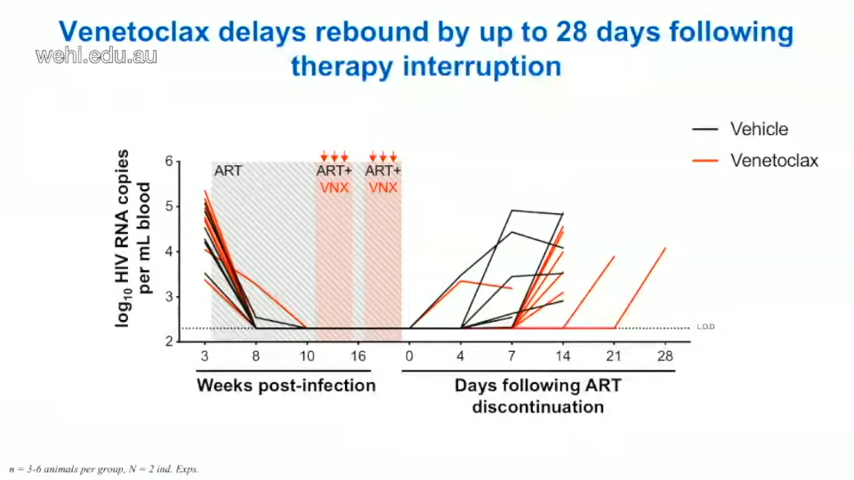 Venetoclax delays rebound by up to 28 days following
therapy interruption
wehi.edu.au
Vehicle
Venetoclax
log10 HIV RNA copies
per mL blood
6
5
4
3
2
ART
ART+
VNX
ART+
VNX
LOD
3 8 10 16 0 4 7 14 21 28
Weeks post-infection
Days following ART
discontinuation
n = 3-6 animals per group, N = 2 ind. Exps.